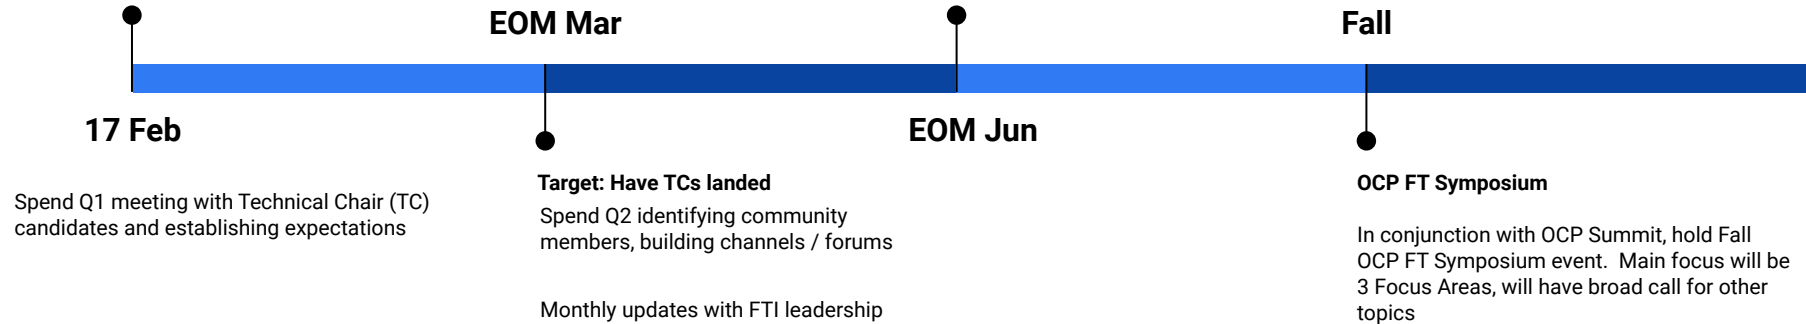 EOM Mar
Fall
17 Feb
EOM Jun
Spend Q1 meeting with Technical Chair (TC)
candidates and establishing expectations
Target: Have TCs landed
Spend Q2 identifying community
members, building channels / forums
Monthly updates with FTI leadership
OCP FT Symposium
In conjunction with OCP Summit, hold Fall
OCP FT Symposium event.  Main focus will be
3 Focus Areas, will have broad call for other
topics